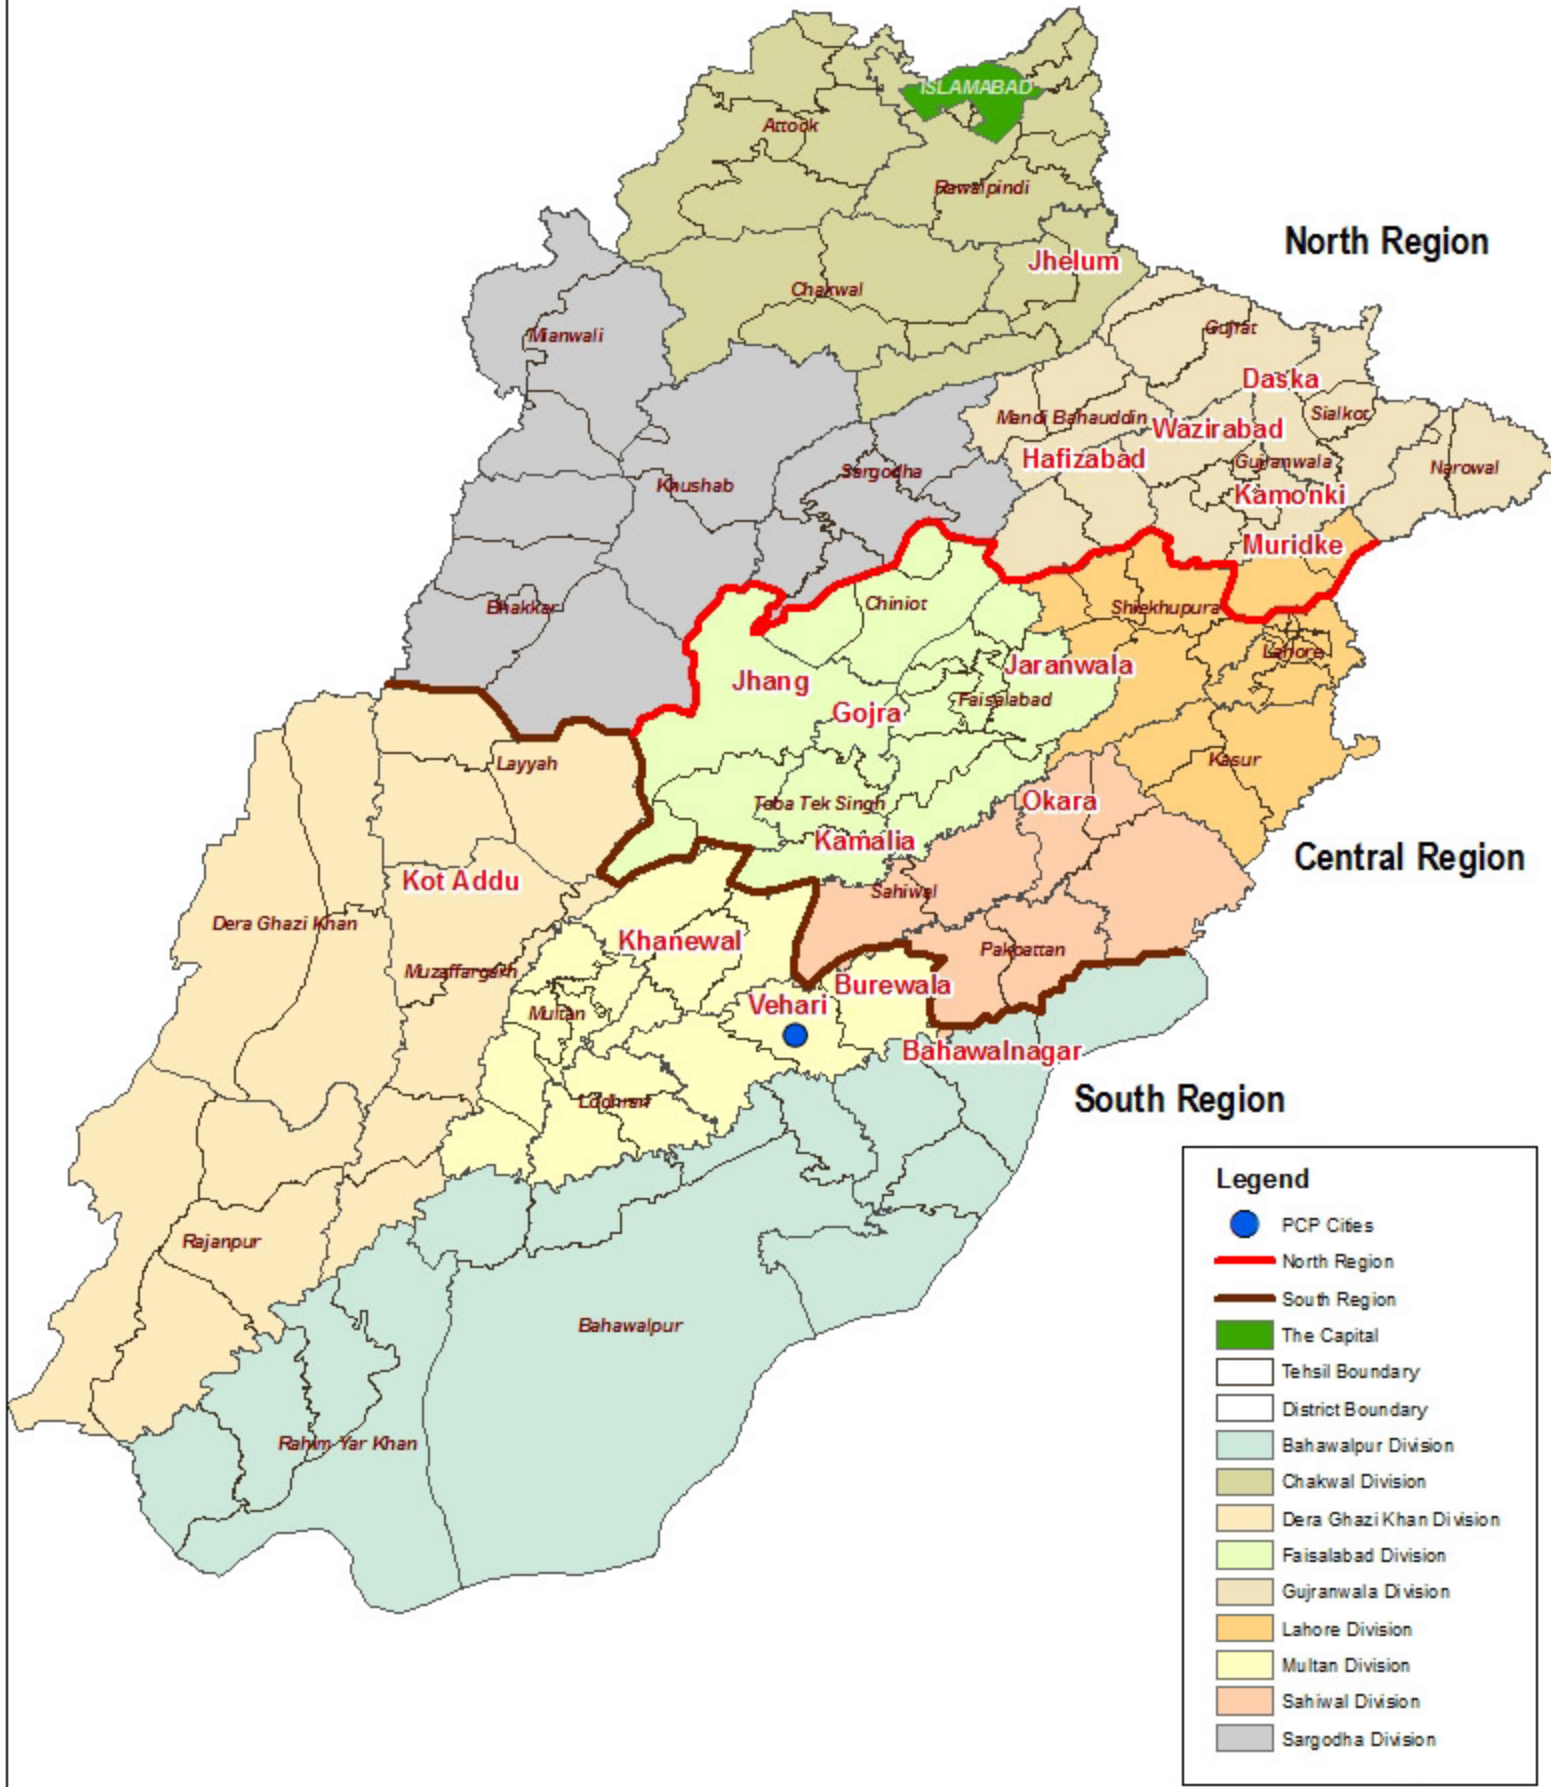 ISLAMABAD
Attock
Rawalpindi
North Region
Jhelum
Chakwal
Gujrat
Mianwali
Daska
Mandi Bahauddin
Sialkot
Wazirabad
Hafizabad
Gujranwala
Narowal
Sargodha
Khushab
Kamonki
Muridke
Bhakkar
Chiniot
Shiekhupura
Lahore
Jaranwala
Jhang
Faisalabad
Gojra
Layyah
Kasur
Toba Tek Singh
Okara
Kamalia
Central Region
Kot Addu
Sahiwal
Dera Ghazi Khan
Khanewal
Pakpattan
Muzaffargarh
Burewala
Vehari
Multan
Bahawalnagar
South Region
Lodhran
Rajanpur
Bahawalpur
Rahim Yar Khan
Legend
PCP Cities
North Region
South Region
The Capital
Tehsil Boundary
District Boundary
Bahawalpur Division
Chakwal Division
Dera Ghazi Khan Division
Faisalabad Division
Gujranwala Division
Lahore Division
Multan Division
Sahiwal Division
Sargodha Division